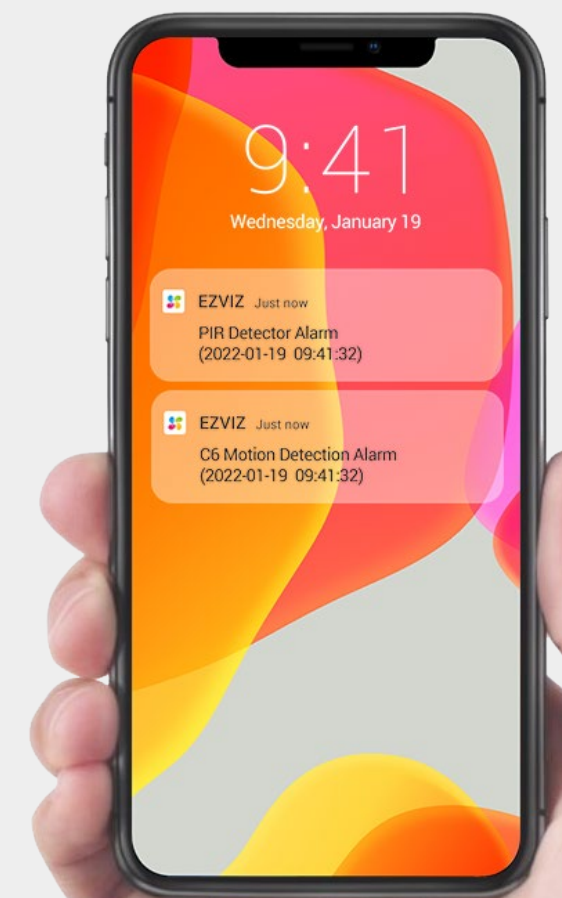 9:41
Wednesday, January 19
EZVIZ Just now
PIR Detector Alarm
(2022-01-19 09:41:32)
EZVIZ Just now
C6 Motion Detection Alarm
(2022-01-19 09:41:32)